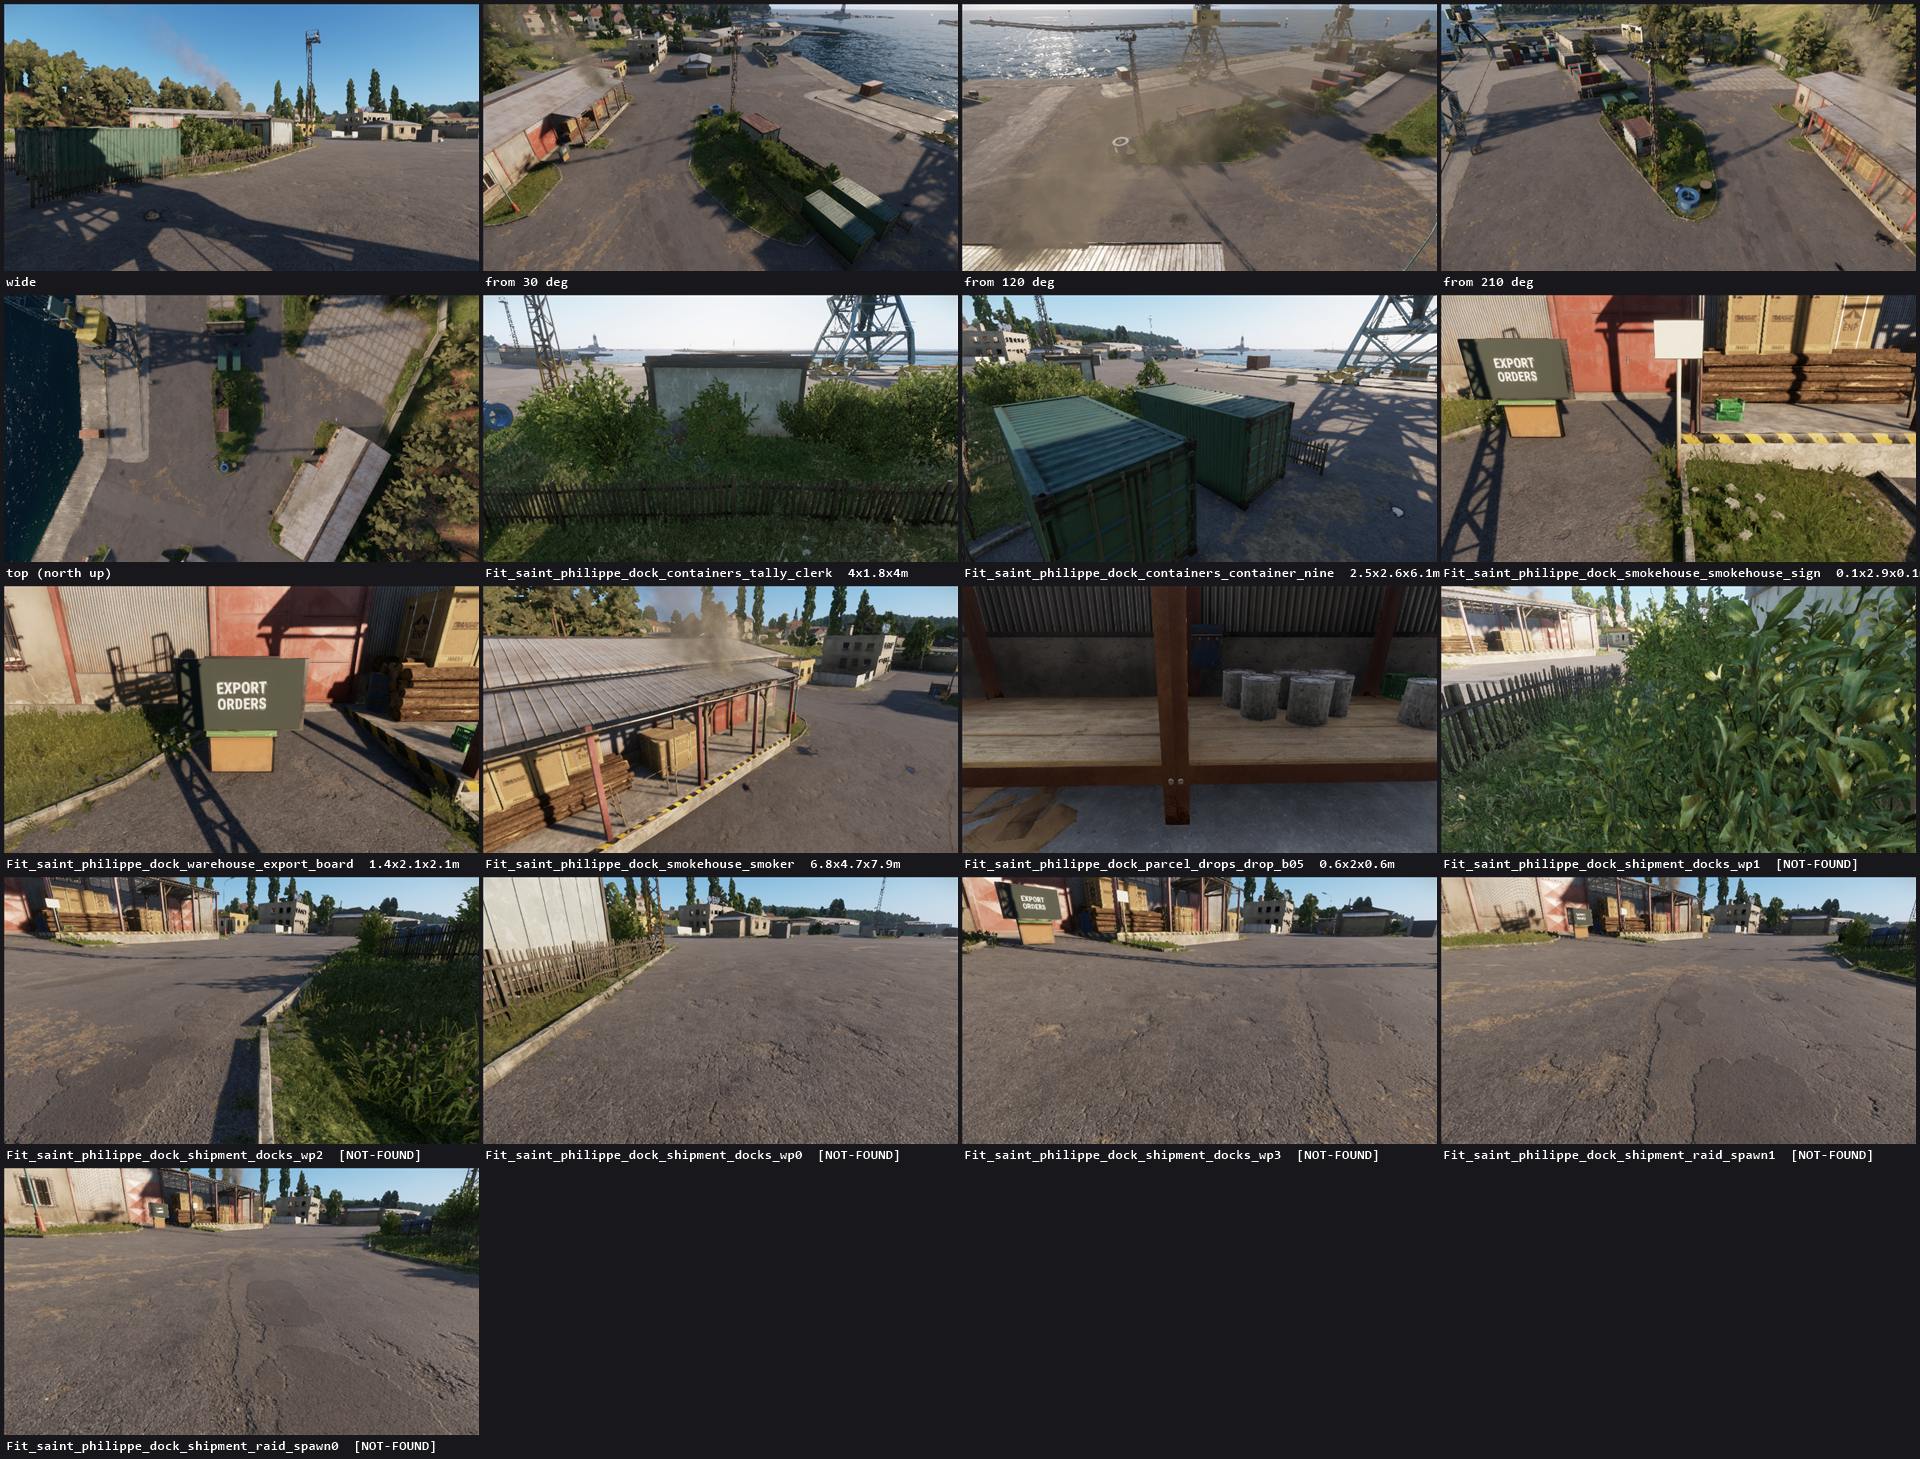 wide
from 30 deg
from 120 deg
from 210 deg
EXPORT
ORDERS
top (north up)
Fit_saint_philippe_dock_containers_tally_clerk 4x1.8x4m
Fit_saint_philippe_dock_containers_container_nine 2.5x2.6x6.1m
Fit_saint_philippe_dock_smokehouse_smokehouse_sign 0.1x2.9x0.1
EXPORT
ORDERS
Fit_saint_philippe_dock_warehouse_export_board 1.4x2.1x2.1m
Fit_saint_philippe_dock_smokehouse_smoker 6.8x4.7x7.9m
Fit_saint_philippe_dock_parcel_drops_drop_b05 0.6x2x0.6m
Fit_saint_philippe_dock_shipment_docks_wp1 [NOT-FOUND]
EXPORT
ORDERS
Fit_saint_philippe_dock_shipment_docks_wp2 [NOT-FOUND]
Fit_saint_philippe_dock_shipment_docks_wp0 [NOT-FOUND]
Fit_saint_philippe_dock_shipment_docks_wp3 [NOT-FOUND]
Fit_saint_philippe_dock_shipment_raid_spawn1 [NOT-FOUND]
Fit_saint_philippe_dock_shipment_raid_spawn0 [NOT-FOUND]